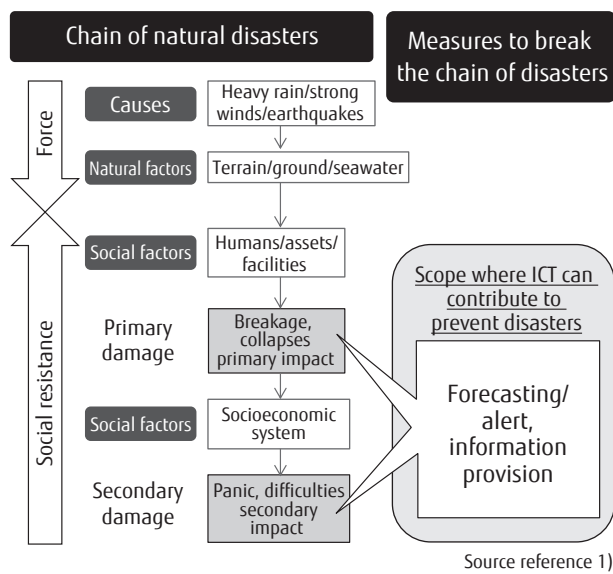 Chain of natural disasters
Measures to break
the chain of disasters
Force
Causes
Heavy rain/strong
winds/earthquakes
Natural factors
Terrain/ground/seawater
Social resistance
Social factors
Humans/assets/
facilities
Primary
damage
Breakage,
collapses
primary impact
Social factors
Socioeconomic
system
Secondary
damage
Panic, difficulties
secondary
impact
Scope where ICT can
contribute to
prevent disasters
Forecasting/
alert,
information
provision
Source reference 1)